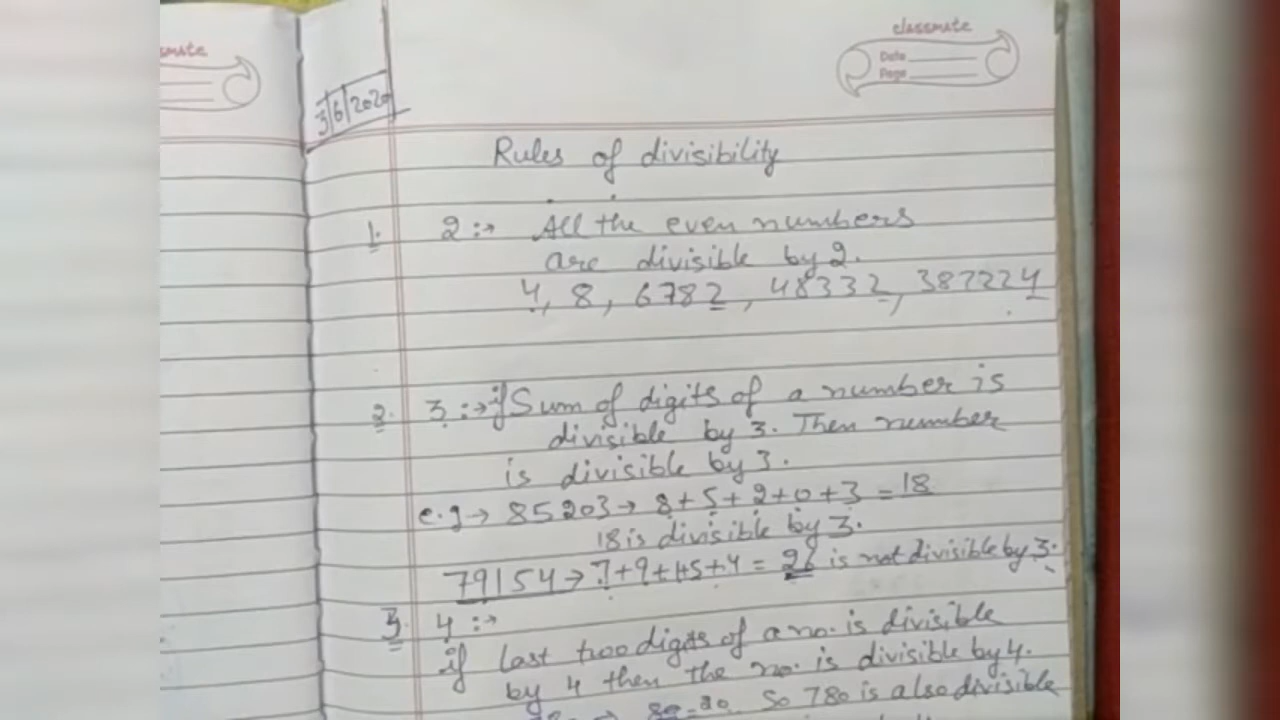 classmate
Date
Page
3/6/2020
Rules of divisibility
1. 2 :→ All the even numbers
are divisible by 2.
4, 8, 6782, 48332, 387224
2. 3 :→ if Sum of digits of a number is
divisible by 3. Then number
is divisible by 3.
e.g → 85203 → 8+5+2+0+3 = 18
18 is divisible by 3.
79154 → 7+9+1+5+4 = 26 is not divisible by 3.
3. 4 :→
if last two digits of a no. is divisible
by 4 then the no. is divisible by 4.
So 780 is also divisible